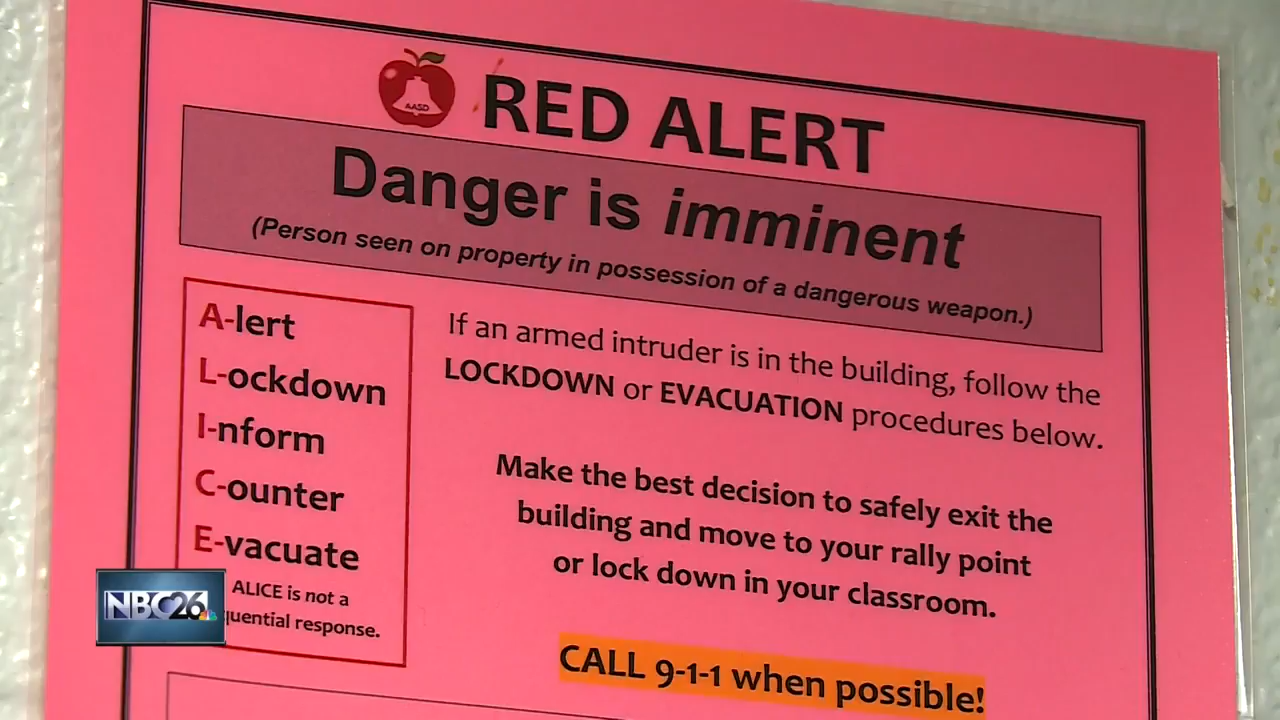 AASD
RED ALERT
Danger is imminent
(Person seen on property in possession of a dangerous weapon.)
A-lert
L-ockdown
I-nform
C-ounter
E-vacuate
ALICE is not a
quential response.
If an armed intruder is in the building, follow the
LOCKDOWN or EVACUATION procedures below.
Make the best decision to safely exit the
building and move to your rally point
or lock down in your classroom.
CALL 9-1-1 when possible!
NBC26